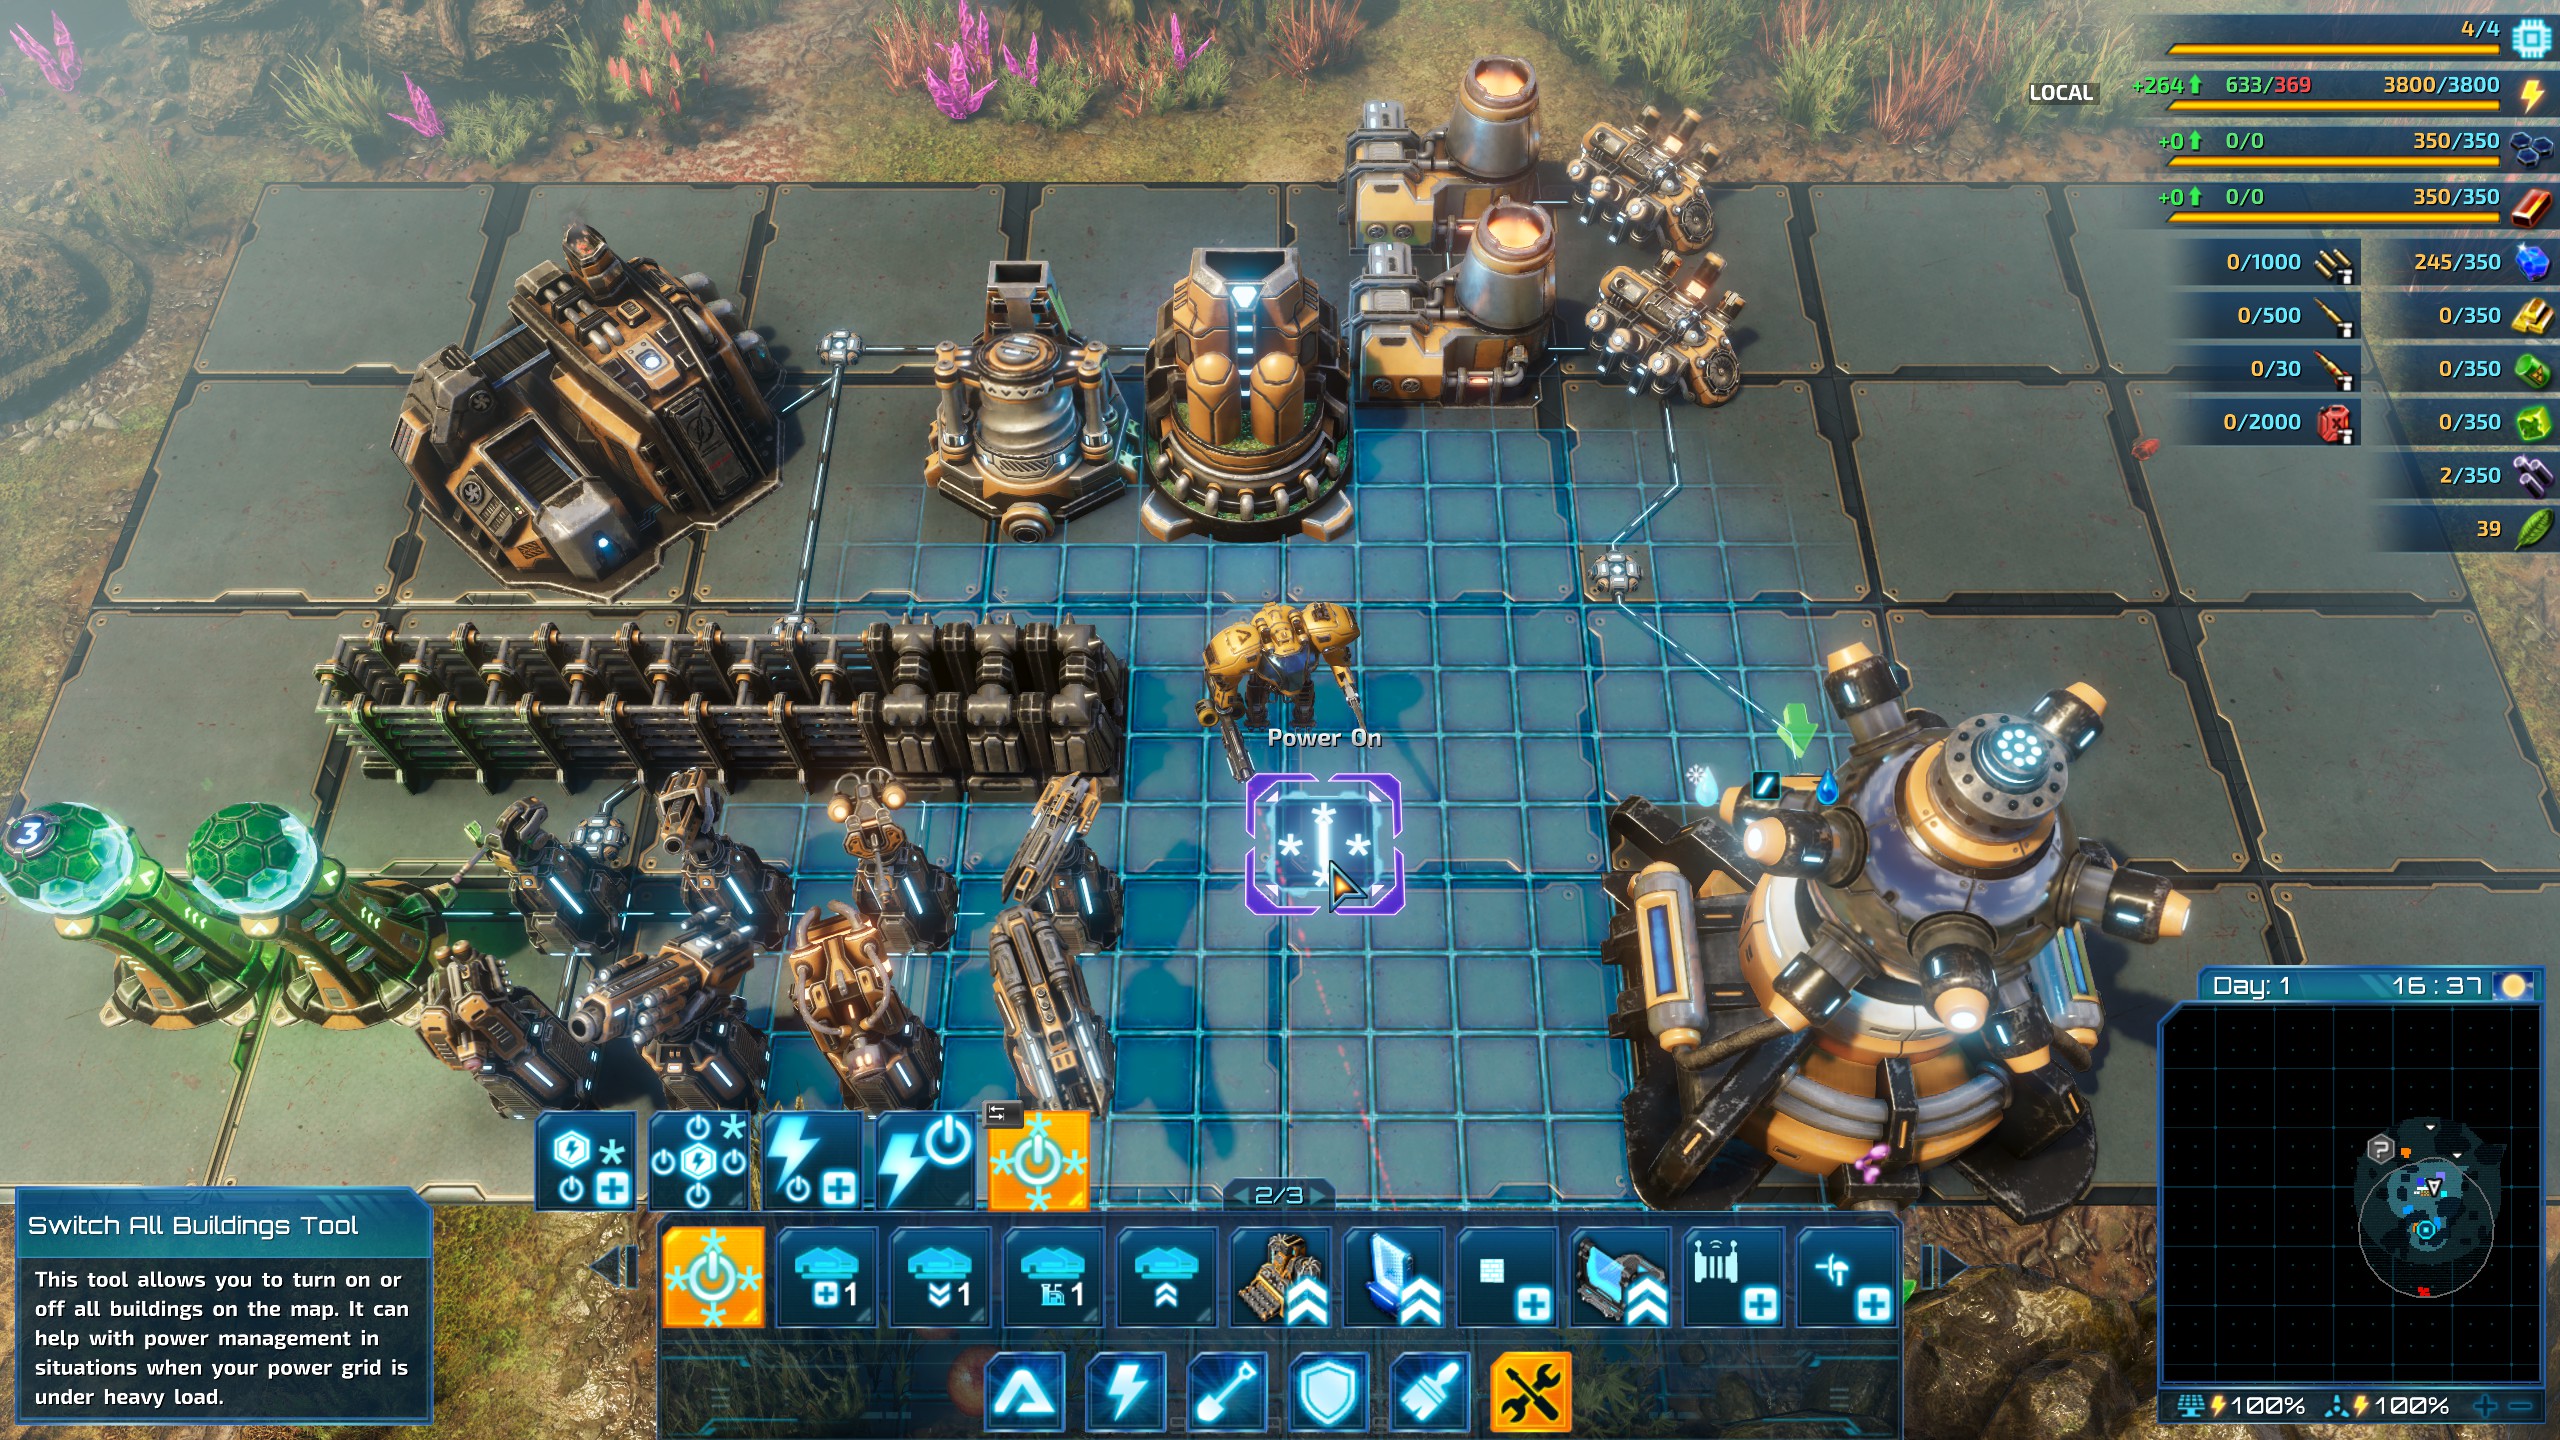 4/4
LOCAL
+264 633/369 3800/3800
+0 0/0 350/350
+0 0/0 350/350
0/1000 245/350
0/500 0/350
0/30 0/350
0/2000 0/350
2/350
39
Power On
3
Day: 1 16:37
?
2/3
Switch All Buildings Tool
This tool allows you to turn on or
off all buildings on the map. It can
help with power management in
situations when your power grid is
under heavy load.
1
1
1
100% 100%